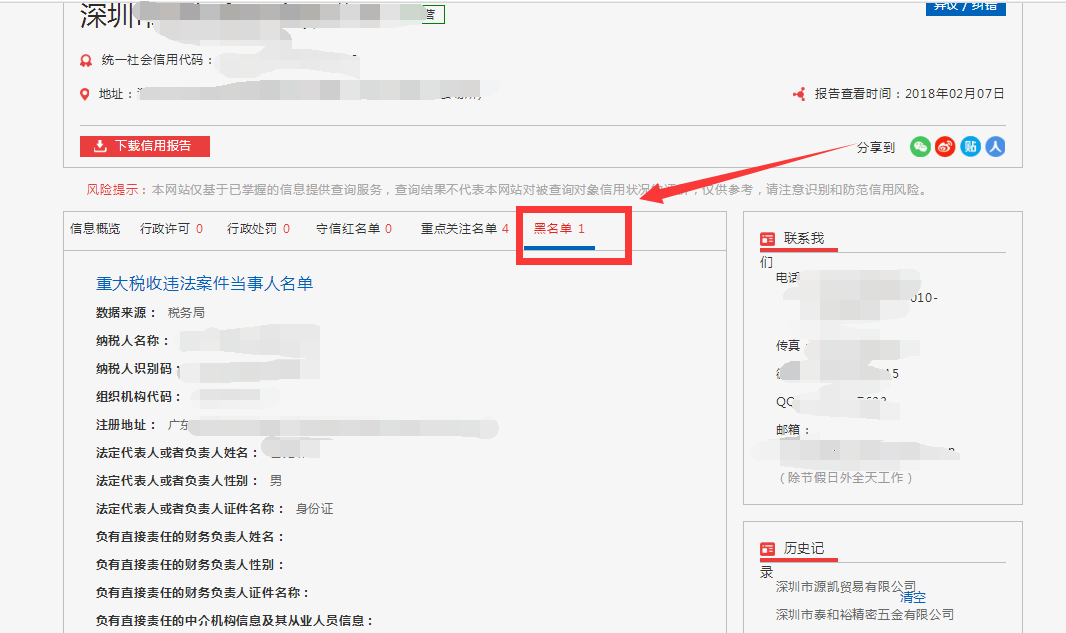 深圳
营
异议/纠错
统一社会信用代码：
地址：
报告查看时间：2018年02月07日
下载信用报告
分享到
贴
人
风险提示：本网站仅基于已掌握的信息提供查询服务，查询结果不代表本网站对被查询对象信用状况 仅供参考，请注意识别和防范信用风险。
信息概览 行政许可 0 行政处罚 0 守信红名单 0 重点关注名单 4 黑名单 1
重大税收违法案件当事人名单
数据来源： 税务局
纳税人名称：
纳税人识别码：
组织机构代码：
注册地址： 广东
法定代表人或者负责人姓名：
法定代表人或者负责人性别： 男
法定代表人或者负责人证件名称： 身份证
负有直接责任的财务负责人姓名：
负有直接责任的财务负责人性别：
负有直接责任的财务负责人证件名称：
负有直接责任的中介机构信息及其从业人员信息：
联系我
们
电话
010-
传真：
15
QQ
邮箱：
（除节假日外全天工作）
历史记
录
深圳市源凯贸易有限公司
清空
深圳市泰和裕精密五金有限公司